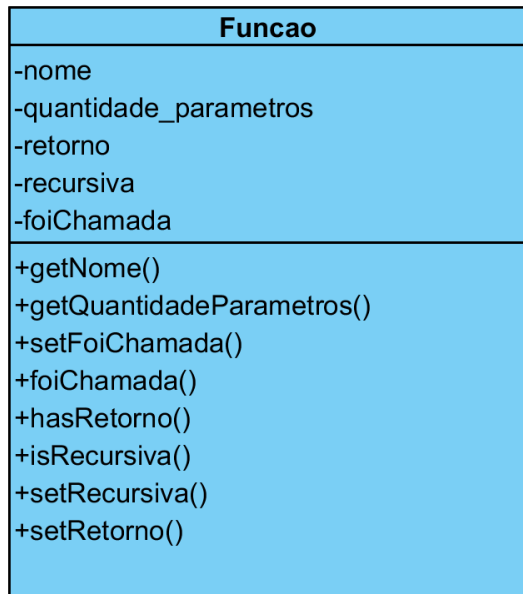 Funcao
-nome
-quantidade_parametros
-retorno
-recursiva
-foiChamada
+getNome()
+getQuantidadeParametros()
+setFoiChamada()
+foiChamada()
+hasRetorno()
+isRecursiva()
+setRecursiva()
+setRetorno()